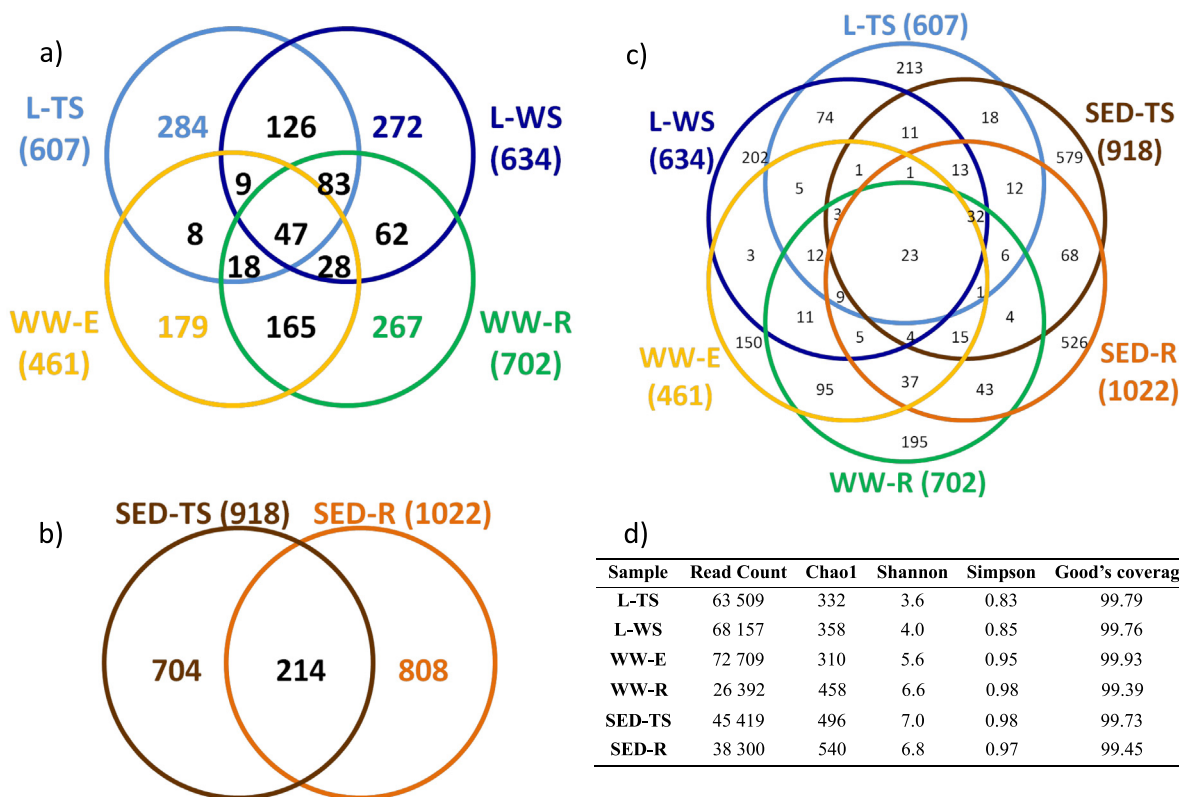 a)
L-TS
(607)
284
126
272
L-WS
(634)
9
83
8
47
62
18
28
WW-E
(461)
179
165
267
WW-R
(702)
b)
SED-TS (918)
SED-R (1022)
704
214
808
c)
L-TS (607)
213
L-WS
(634)
SED-TS
(918)
74
11
18
202
579
1
1
13
5
12
3
32
3
12
23
6
68
9
1
11
5
4
15
4
150
526
WW-E
(461)
SED-R
(1022)
95
37
43
195
WW-R (702)
d)
Sample Read Count Chao1 Shannon Simpson Good's coverag
L-TS 63 509 332 3.6 0.83 99.79
L-WS 68 157 358 4.0 0.85 99.76
WW-E 72 709 310 5.6 0.95 99.93
WW-R 26 392 458 6.6 0.98 99.39
SED-TS 45 419 496 7.0 0.98 99.73
SED-R 38 300 540 6.8 0.97 99.45